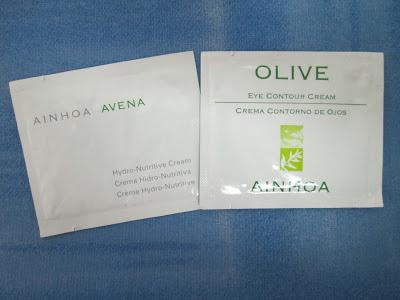 AINHOA AVENA
Hydro-Nutritive Cream
Crema Hidro-Nutritiva
Crème Hydro-Nutritive
OLIVE
EYE CONTOUR CREAM
CREMA CONTORNO DE OJOS
AINHOA